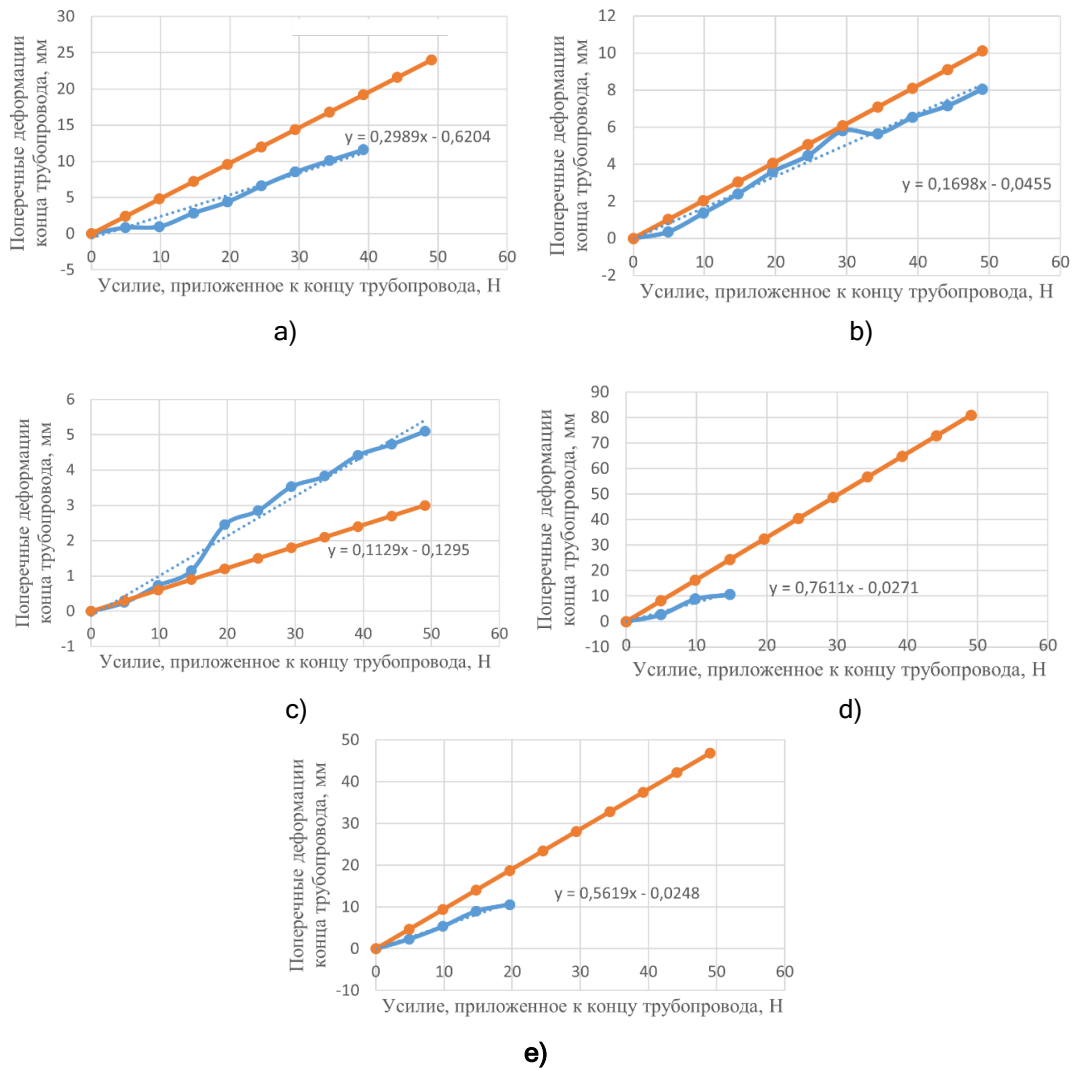 30
25
20
15
10
5
0
-5
0 10 20 30 40 50 60
Поперечные деформации
конца трубопровода, мм
y = 0,2989x - 0,6204
Усилие, приложенное к концу трубопровода, Н
a)
12
10
8
6
4
2
0
-2
0 10 20 30 40 50 60
Поперечные деформации
конца трубопровода, мм
y = 0,1698x - 0,0455
Усилие, приложенное к концу трубопровода, Н
b)
6
5
4
3
2
1
0
-1
0 10 20 30 40 50 60
Поперечные деформации
конца трубопровода, мм
y = 0,1129x - 0,1295
Усилие, приложенное к концу трубопровода, Н
c)
90
80
70
60
50
40
30
20
10
0
-10
0 10 20 30 40 50 60
Поперечные деформации
конца трубопровода, мм
y = 0,7611x - 0,0271
Усилие, приложенное к концу трубопровода, Н
d)
50
40
30
20
10
0
-10
0 10 20 30 40 50 60
Поперечные деформации
конца трубопровода, мм
y = 0,5619x - 0,0248
Усилие, приложенное к концу трубопровода, Н
e)